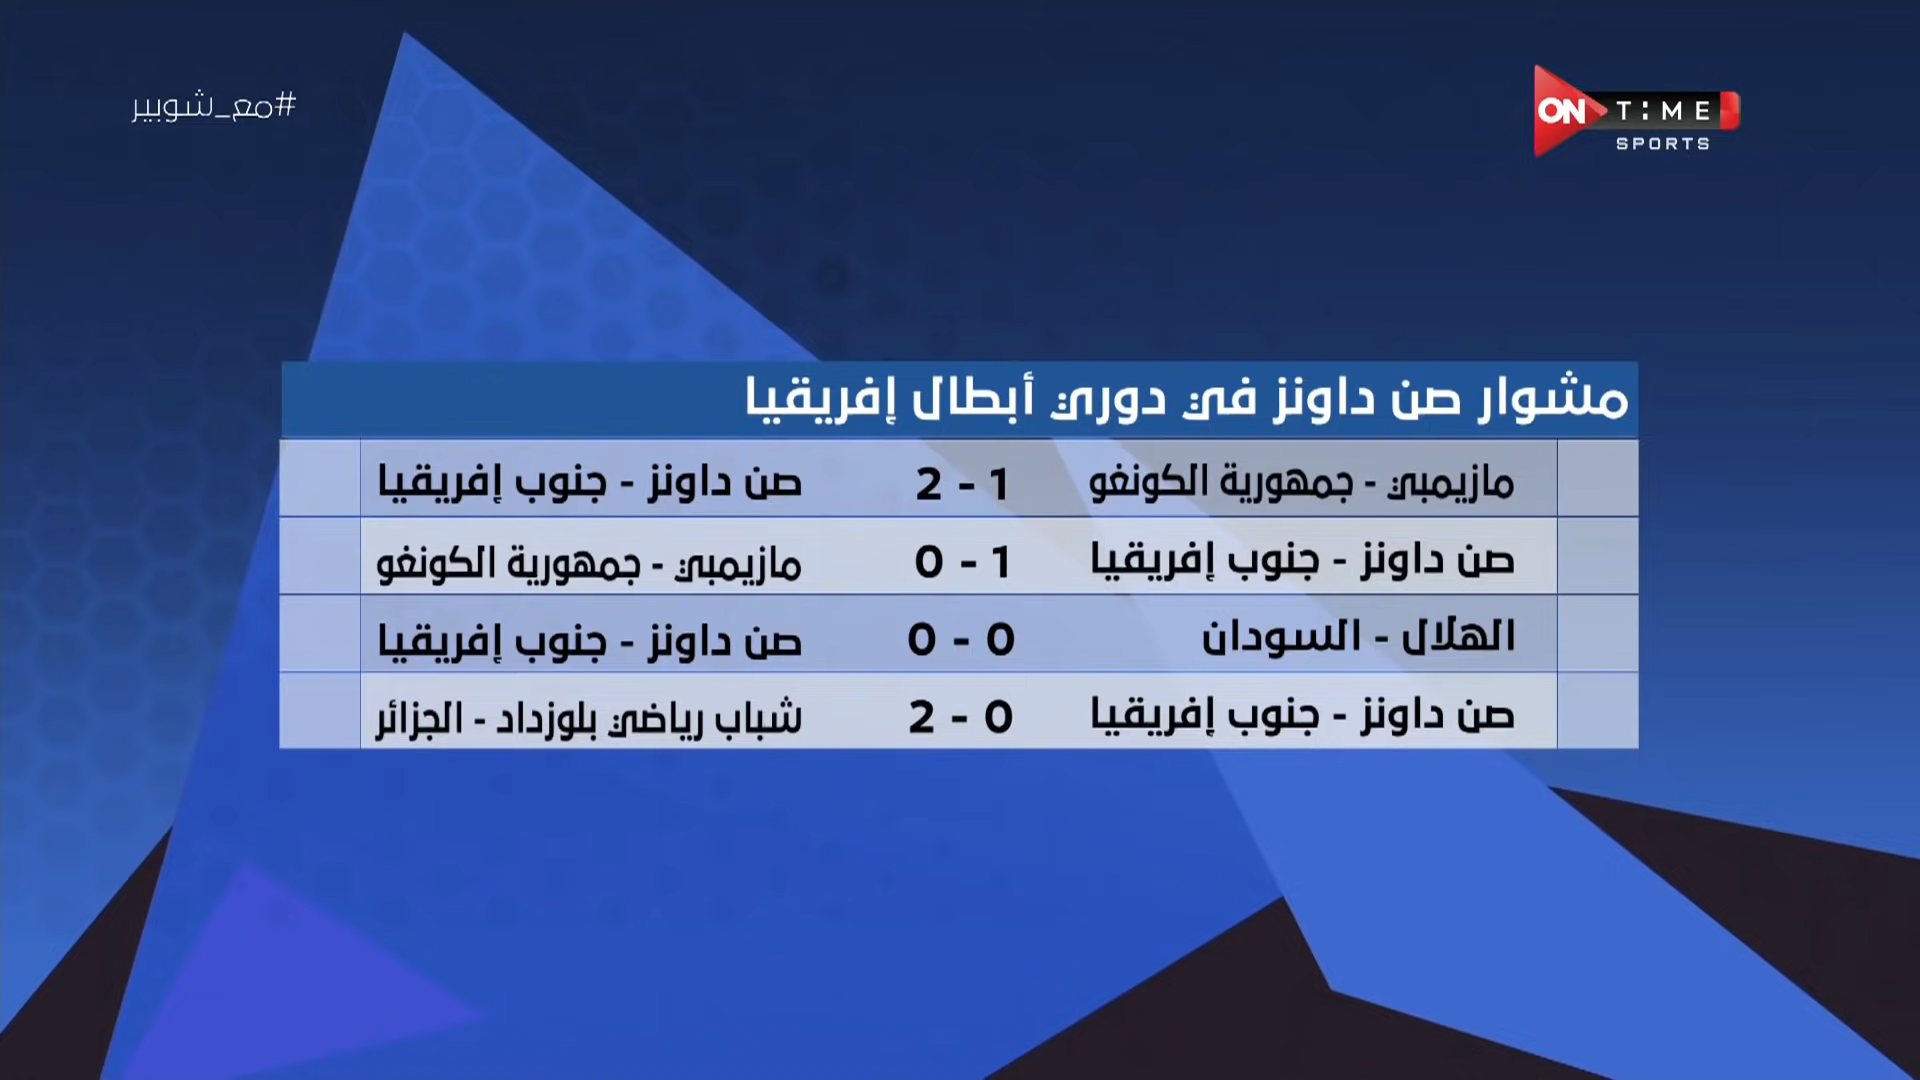 #مع_شوبير
ON TIME
SPORTS
مشوار صن داونز في دوري أبطال إفريقيا
مازيمبي - جمهورية الكونغو 1 - 2 صن داونز - جنوب إفريقيا
صن داونز - جنوب إفريقيا 1 - 0 مازيمبي - جمهورية الكونغو
الهلال - السودان 0 - 0 صن داونز - جنوب إفريقيا
صن داونز - جنوب إفريقيا 0 - 2 شباب رياضي بلوزداد - الجزائر